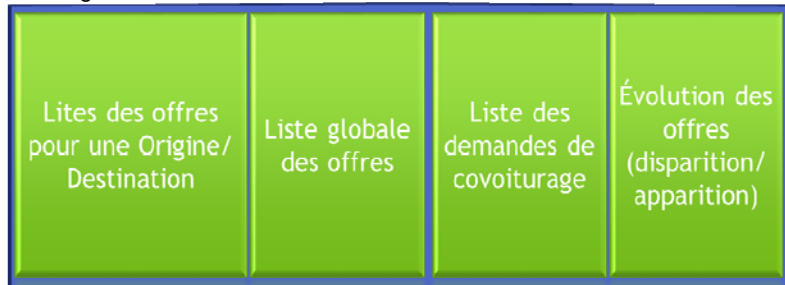 Lites des offres
pour une Origine/
Destination
Liste globale
des offres
Liste des
demandes de
covoiturage
Évolution des
offres
(disparition/
apparition)